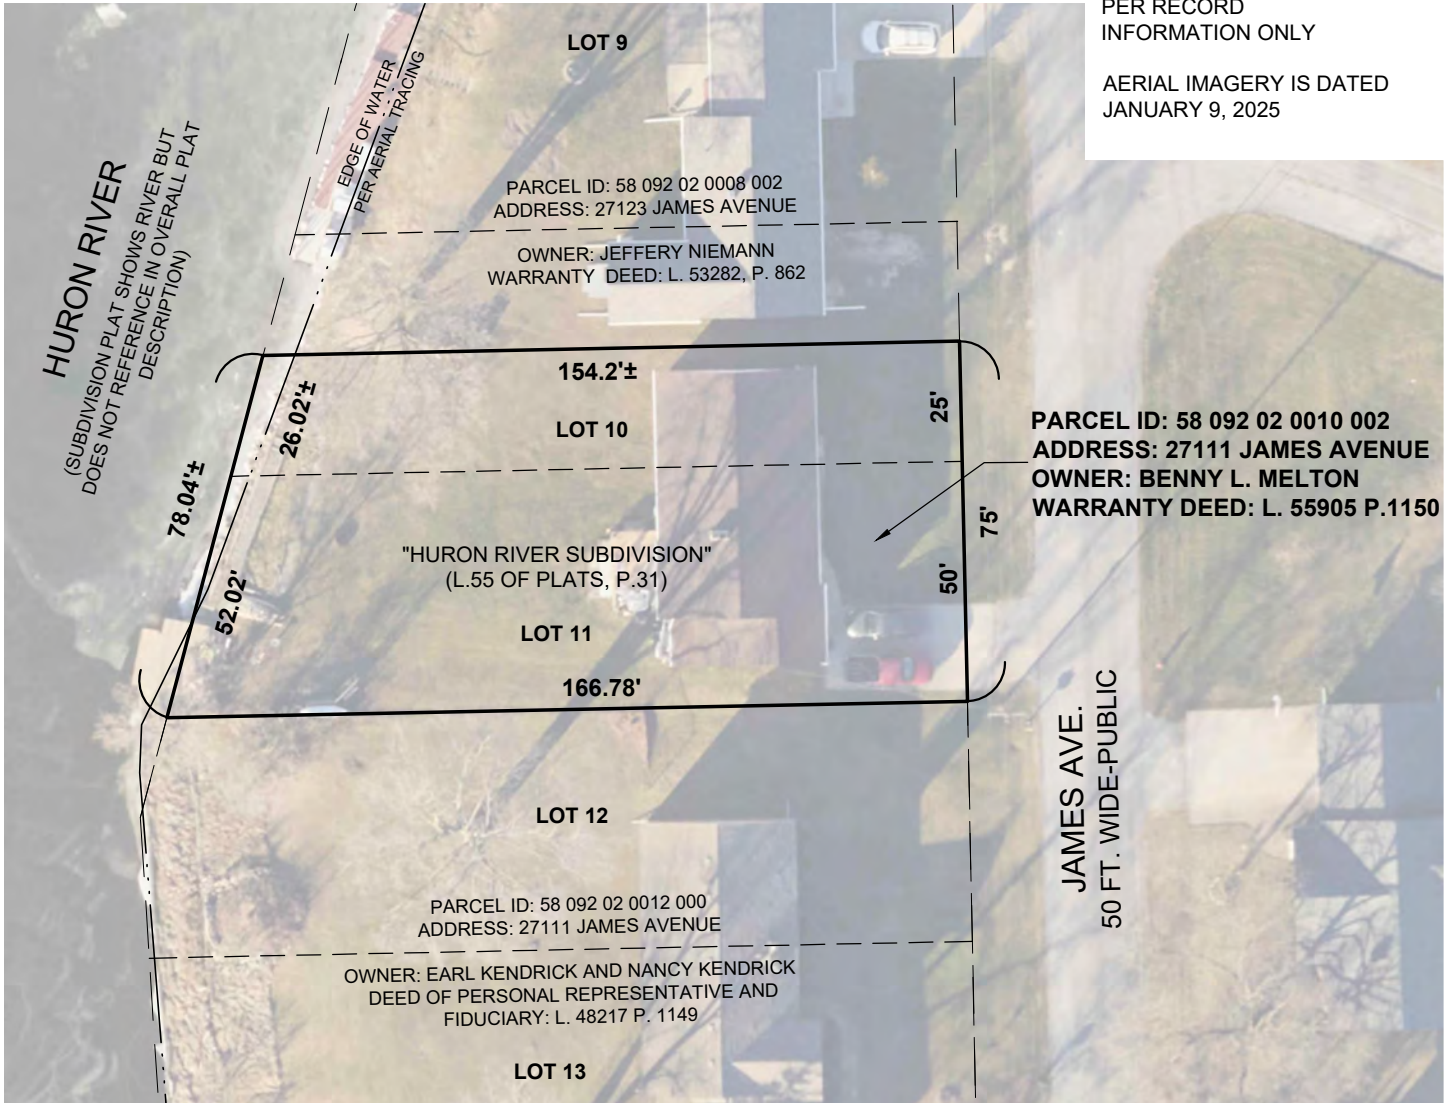 PER RECORD
INFORMATION ONLY
AERIAL IMAGERY IS DATED
JANUARY 9, 2025
LOT 9
EDGE OF WATER
PER AERIAL TRACING
HURON RIVER
(SUBDIVISION PLAT SHOWS RIVER BUT
DOES NOT REFERENCE IN OVERALL PLAT
DESCRIPTION)
PARCEL ID: 58 092 02 0008 002
ADDRESS: 27123 JAMES AVENUE
OWNER: JEFFERY NIEMANN
WARRANTY DEED: L. 53282, P. 862
154.2'±
26.02'±
25'
LOT 10
78.04'±
PARCEL ID: 58 092 02 0010 002
ADDRESS: 27111 JAMES AVENUE
OWNER: BENNY L. MELTON
WARRANTY DEED: L. 55905 P.1150
75'
"HURON RIVER SUBDIVISION"
(L.55 OF PLATS, P.31)
52.02'
50'
LOT 11
166.78'
JAMES AVE.
50 FT. WIDE-PUBLIC
LOT 12
PARCEL ID: 58 092 02 0012 000
ADDRESS: 27111 JAMES AVENUE
OWNER: EARL KENDRICK AND NANCY KENDRICK
DEED OF PERSONAL REPRESENTATIVE AND
FIDUCIARY: L. 48217 P. 1149
LOT 13